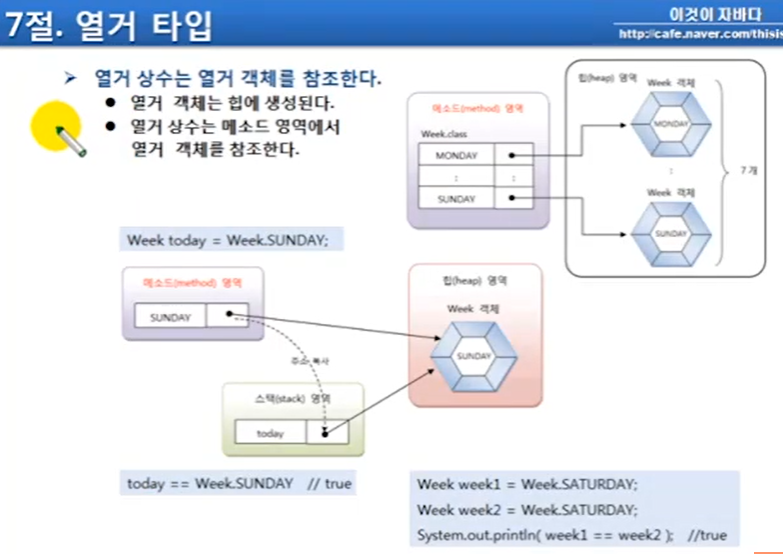 7절. 열거 타입
이것이 자바다
http://cafe.naver.com/thisis
열거 상수는 열거 객체를 참조한다.
열거 객체는 힙에 생성된다.
열거 상수는 메소드 영역에서
열거 객체를 참조한다.
메소드(method) 영역
Week.class
MONDAY
:
:
SUNDAY
힙(heap) 영역
Week 객체
MONDAY
:
Week 객체
SUNDAY
7 개
Week today = Week.SUNDAY;
메소드(method) 영역
SUNDAY
주소 복사
스택(stack) 영역
today
힙(heap) 영역
Week 객체
SUNDAY
today == Week.SUNDAY // true
Week week1 = Week.SATURDAY;
Week week2 = Week.SATURDAY;
System.out.println( week1 == week2 ); //true